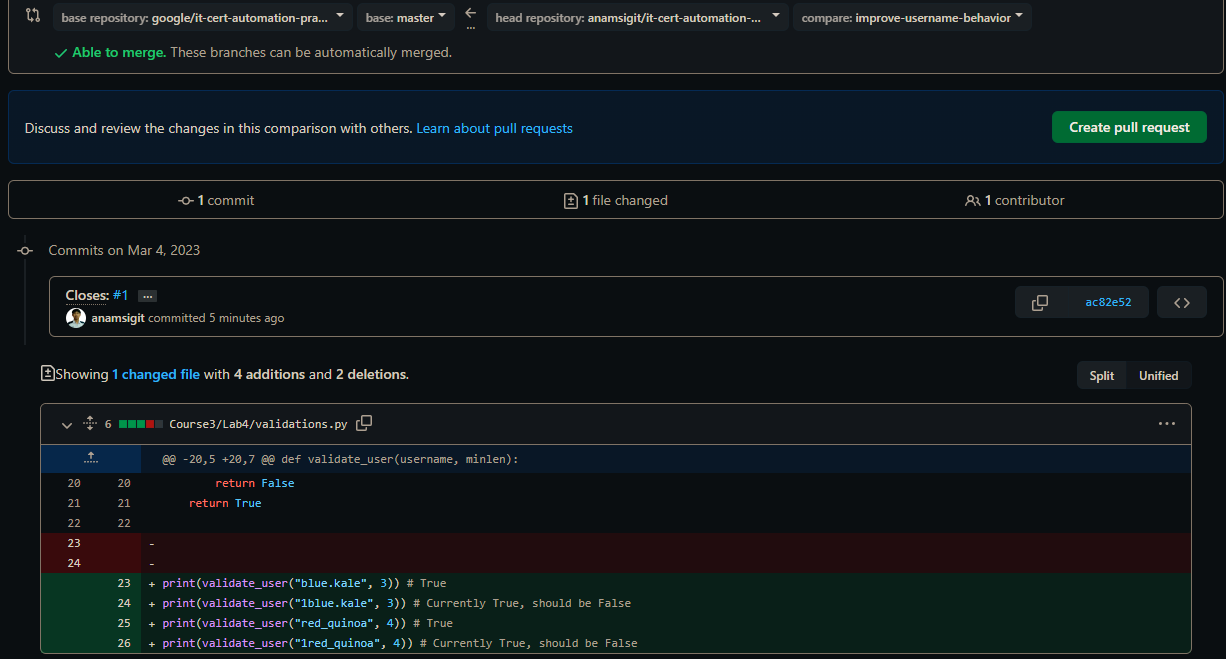 base repository: google/it-cert-automation-pra... base: master head repository: anamsigit/it-cert-automation-... compare: improve-username-behavior
Able to merge. These branches can be automatically merged.
Discuss and review the changes in this comparison with others. Learn about pull requests Create pull request
1 commit 1 file changed 1 contributor
Commits on Mar 4, 2023
Closes: #1 ... ac82e52
anamsigit committed 5 minutes ago
Showing 1 changed file with 4 additions and 2 deletions. Split Unified
6 Course3/Lab4/validations.py
@@ -20,5 +20,7 @@ def validate_user(username, minlen):
20 20 return False
21 21 return True
22 22
23 -
24 -
23 + print(validate_user("blue.kale", 3)) # True
24 + print(validate_user("1blue.kale", 3)) # Currently True, should be False
25 + print(validate_user("red_quinoa", 4)) # True
26 + print(validate_user("1red_quinoa", 4)) # Currently True, should be False